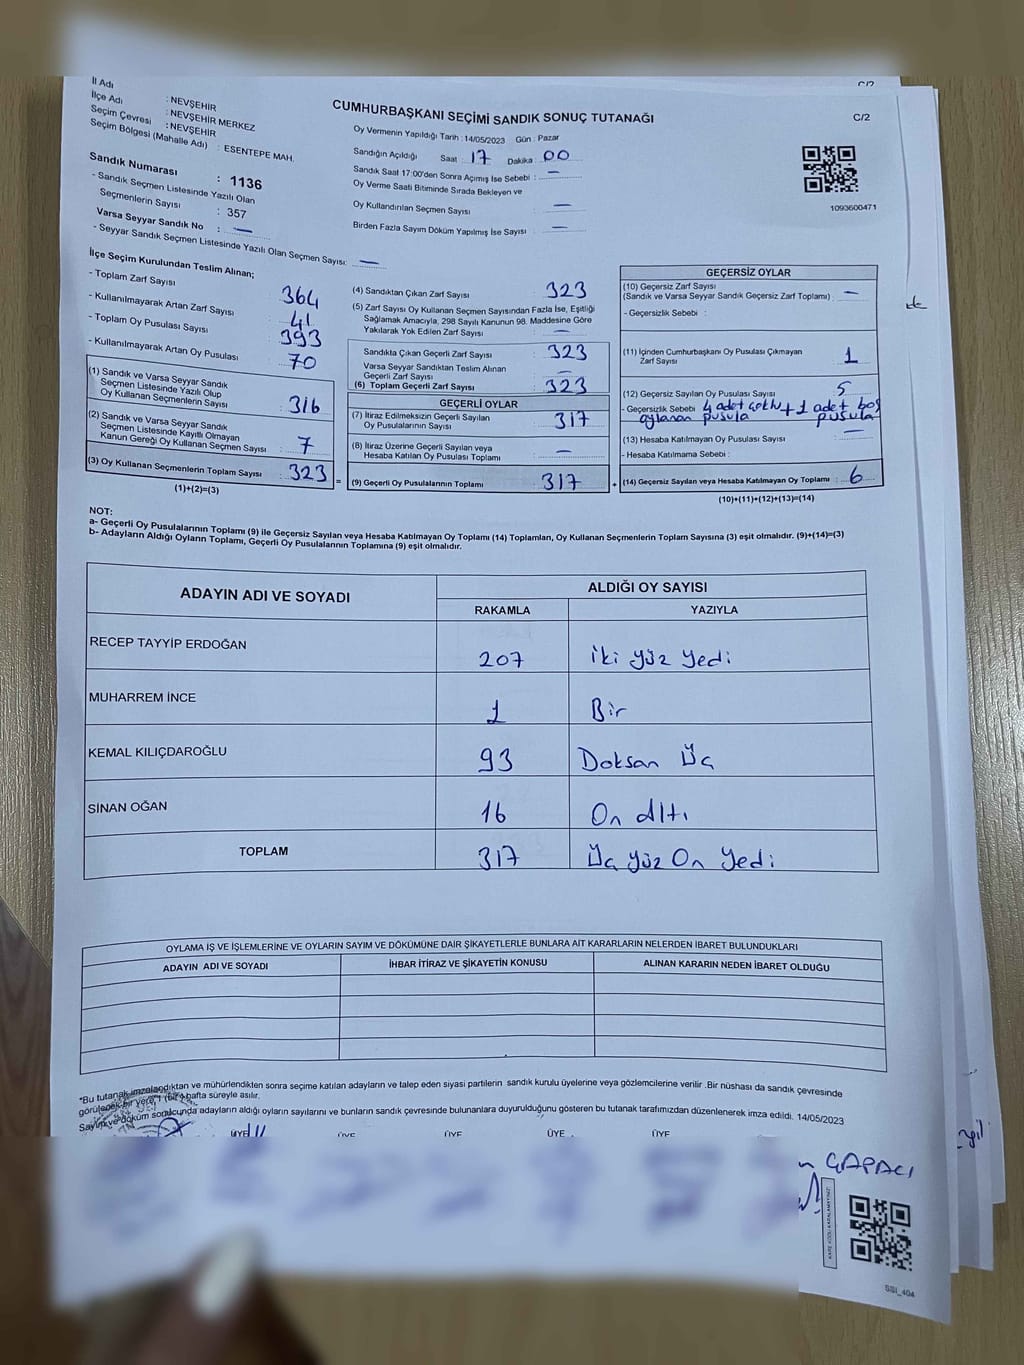 C/2
İl Adı : NEVŞEHİR
İlçe Adı : NEVŞEHİR MERKEZ
Seçim Çevresi : NEVŞEHİR
Seçim Bölgesi (Mahalle Adı) : ESENTEPE MAH.
CUMHURBAŞKANI SEÇİMİ SANDIK SONUÇ TUTANAĞI
C/2
Oy Vermenin Yapıldığı Tarih : 14/05/2023 Gün : Pazar
Sandığın Açıldığı Saat : 17 Dakika : 00
Sandık Saat 17:00'den Sonra Açımış İse Sebebi : —
Oy Verme Saati Bitiminde Sırada Bekleyen ve
Oy Kullandırılan Seçmen Sayısı : —
Birden Fazla Sayım Döküm Yapılmış İse Sayısı : —
1093600471
Sandık Numarası : 1136
- Sandık Seçmen Listesinde Yazılı Olan
Seçmenlerin Sayısı : 357
Varsa Seyyar Sandık No : —
- Seyyar Sandık Seçmen Listesinde Yazılı Olan Seçmen Sayısı: —
İlçe Seçim Kurulundan Teslim Alınan;
- Toplam Zarf Sayısı : 364
- Kullanılmayarak Artan Zarf Sayısı : 41
- Toplam Oy Pusulası Sayısı : 393
- Kullanılmayarak Artan Oy Pusulası : 70
(1) Sandık ve Varsa Seyyar Sandık
Seçmen Listesinde Yazılı Olup
Oy Kullanan Seçmenlerin Sayısı : 316
(2) Sandık ve Varsa Seyyar Sandık
Seçmen Listesinde Kayıtlı Olmayan
Kanun Gereği Oy Kullanan Seçmen Sayısı : 7
(3) Oy Kullanan Seçmenlerin Toplam Sayısı : 323
(1)+(2)=(3)
=
(4) Sandıktan Çıkan Zarf Sayısı : 323
(5) Zarf Sayısı Oy Kullanan Seçmen Sayısından Fazla İse, Eşitliği
Sağlamak Amacıyla, 298 Sayılı Kanunun 98. Maddesine Göre
Yakılarak Yok Edilen Zarf Sayısı : —
Sandıkta Çıkan Geçerli Zarf Sayısı : 323
Varsa Seyyar Sandıktan Teslim Alınan
Geçerli Zarf Sayısı : —
(6) Toplam Geçerli Zarf Sayısı : 323
GEÇERLİ OYLAR
(7) İtiraz Edilmeksizin Geçerli Sayılan
Oy Pusulalarının Sayısı : 317
(8) İtiraz Üzerine Geçerli Sayılan veya
Hesaba Katılan Oy Pusulası Toplamı : —
(9) Geçerli Oy Pusulalarının Toplamı : 317
+
GEÇERSİZ OYLAR
(10) Geçersiz Zarf Sayısı
(Sandık ve Varsa Seyyar Sandık Geçersiz Zarf Toplamı) : —
- Geçersizlik Sebebi :
(11) İçinden Cumhurbaşkanı Oy Pusulası Çıkmayan
Zarf Sayısı : 1
(12) Geçersiz Sayılan Oy Pusulası Sayısı : 5
- Geçersizlik Sebebi : 4 adet çoklu + 1 adet boş
oylanan pusula pusula
(13) Hesaba Katılmayan Oy Pusulası Sayısı : —
- Hesaba Katılmama Sebebi :
(14) Geçersiz Sayılan veya Hesaba Katılmayan Oy Toplamı : 6
(10)+(11)+(12)+(13)=(14)
NOT:
a- Geçerli Oy Pusulalarının Toplamı (9) ile Geçersiz Sayılan veya Hesaba Katılmayan Oy Toplamı (14) Toplamları, Oy Kullanan Seçmenlerin Toplam Sayısına (3) eşit olmalıdır. (9)+(14)=(3)
b- Adayların Aldığı Oyların Toplamı, Geçerli Oy Pusulalarının Toplamına (9) eşit olmalıdır.
ADAYIN ADI VE SOYADI
ALDIĞI OY SAYISI
RAKAMLA YAZIYLA
RECEP TAYYİP ERDOĞAN 207 İki yüz yedi
MUHARREM İNCE 1 Bir
KEMAL KILIÇDAROĞLU 93 Doksan Üç
SİNAN OĞAN 16 On Altı
TOPLAM 317 Üç yüz On Yedi
OYLAMA İŞ VE İŞLEMLERİNE VE OYLARIN SAYIM VE DÖKÜMÜNE DAİR ŞİKAYETLERLE BUNLARA AİT KARARLARIN NELERDEN İBARET BULUNDUKLARI
ADAYIN ADI VE SOYADI İHBAR İTİRAZ VE ŞİKAYETİN KONUSU ALINAN KARARIN NEDEN İBARET OLDUĞU
*Bu tutanak imzalandıktan ve mühürlendikten sonra seçime katılan adayların ve talep eden siyasi partilerin sandık kurulu üyelerine veya gözlemcilerine verilir .Bir nüshası da sandık çevresinde
görülecek bir yere 1 (bir) hafta süreyle asılır.
Sayım ve döküm sonucunda adayların aldığı oyların sayılarını ve bunların sandık çevresinde bulunanlara duyurulduğunu gösteren bu tutanak tarafımızdan düzenlenerek imza edildi. 14/05/2023
ÜYE ÜYE ÜYE ÜYE ÜYE
ÇAPACI
SSI_404